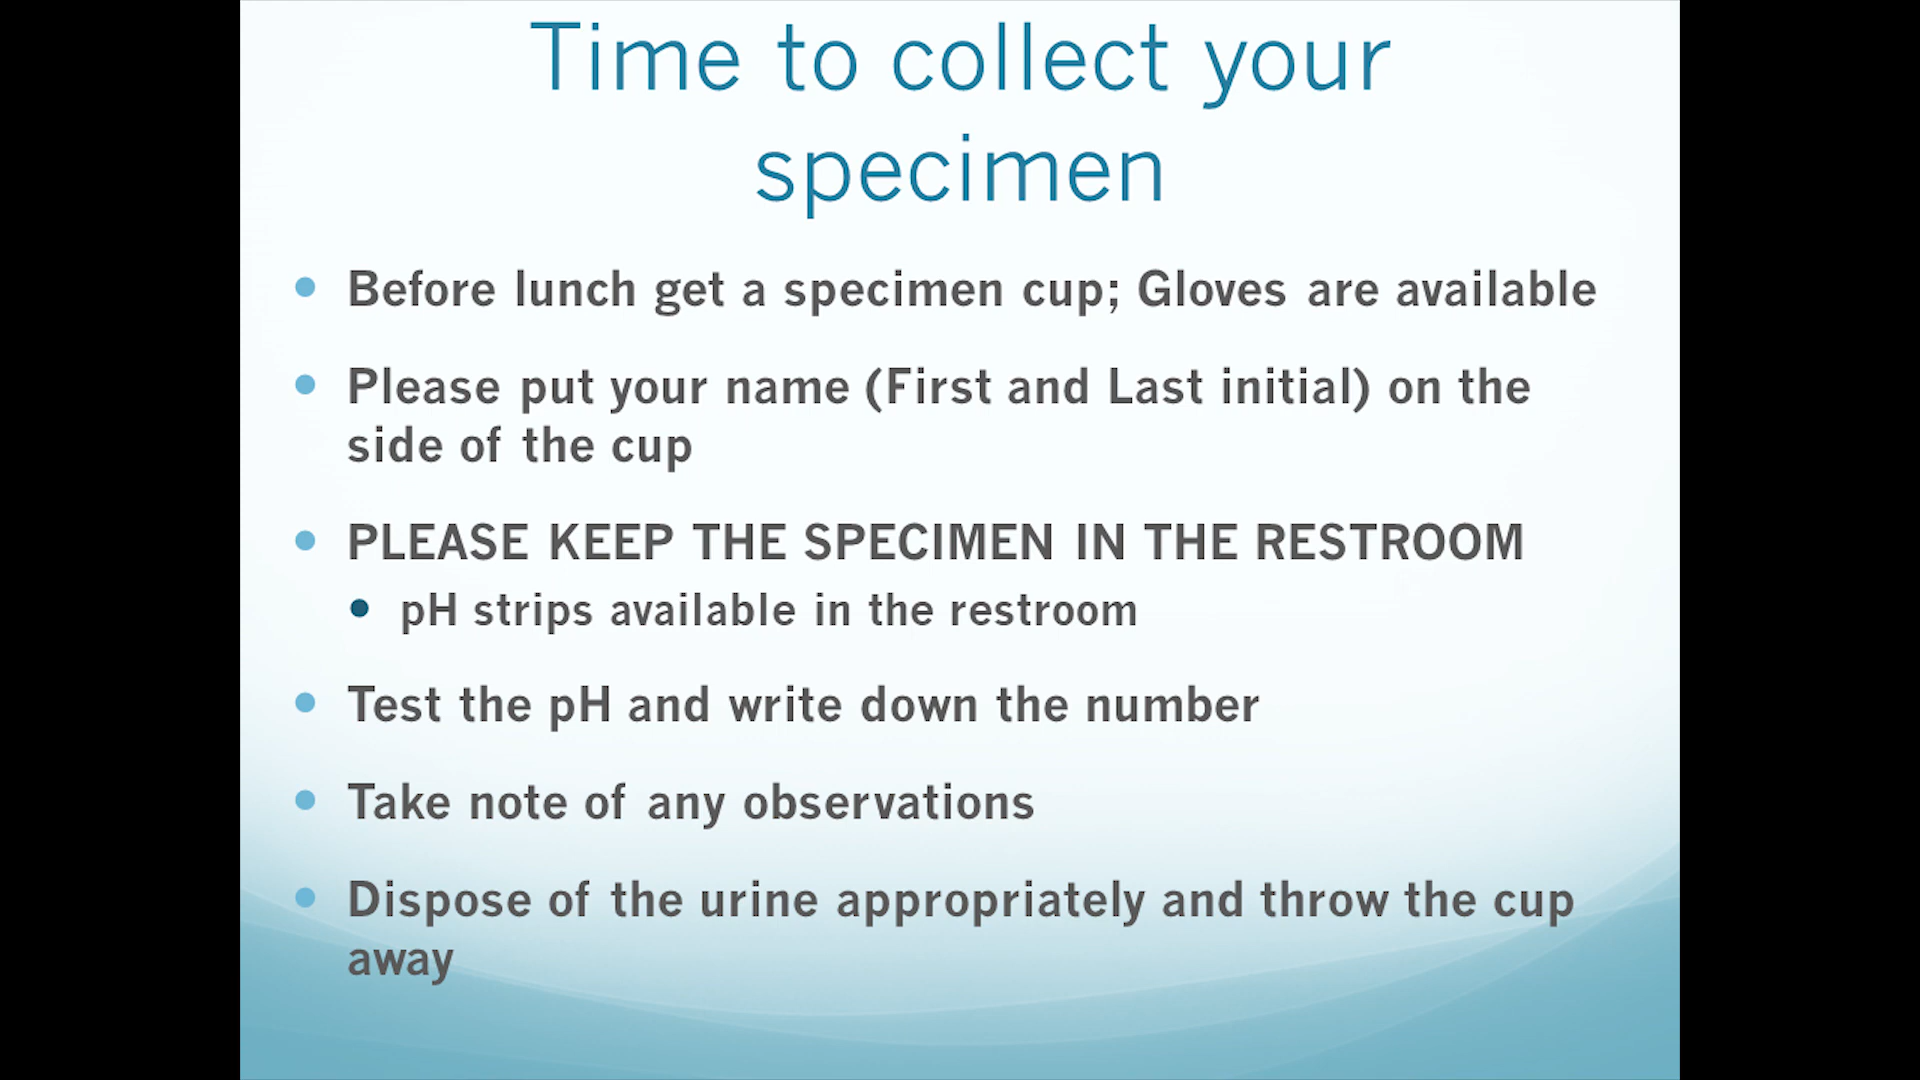 Time to collect your
specimen
Before lunch get a specimen cup; Gloves are available
Please put your name (First and Last initial) on the
side of the cup
PLEASE KEEP THE SPECIMEN IN THE RESTROOM
pH strips available in the restroom
Test the pH and write down the number
Take note of any observations
Dispose of the urine appropriately and throw the cup
away